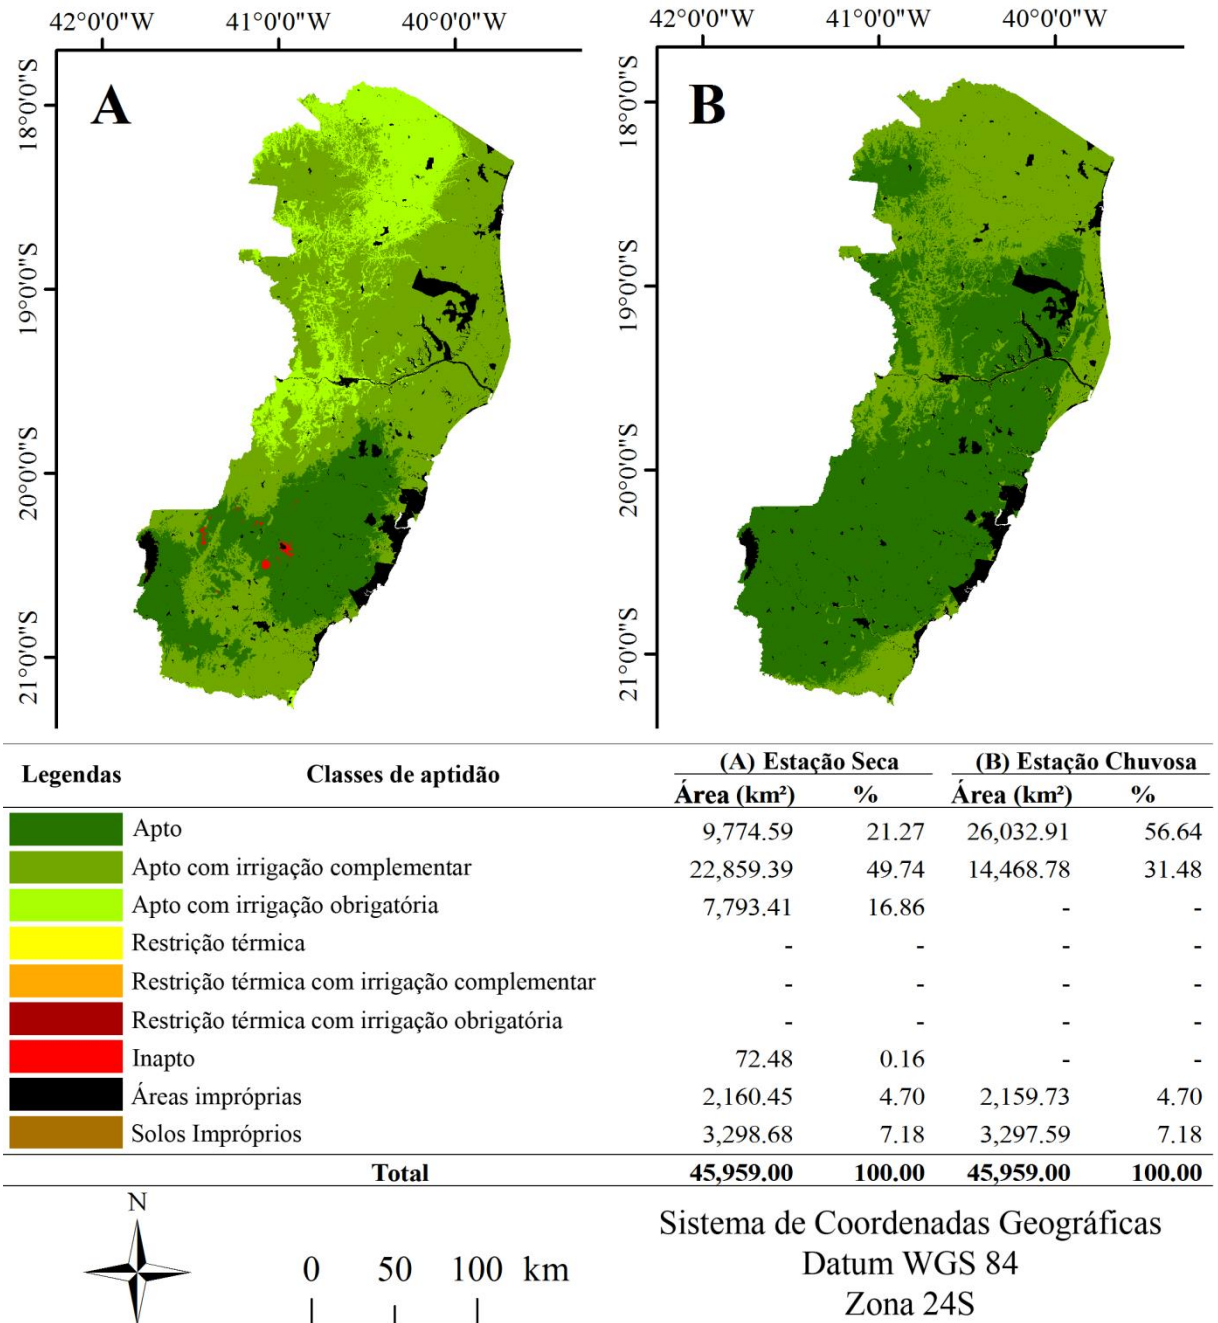 42°0'0"W 41°0'0"W 40°0'0"W
42°0'0"W 41°0'0"W 40°0'0"W
A
B
18°0'0"S
19°0'0"S
20°0'0"S
21°0'0"S
18°0'0"S
19°0'0"S
20°0'0"S
21°0'0"S
Legendas Classes de aptidão (A) Estação Seca (B) Estação Chuvosa
Área (km²) % Área (km²) %
Apto 9,774.59 21.27 26,032.91 56.64
Apto com irrigação complementar 22,859.39 49.74 14,468.78 31.48
Apto com irrigação obrigatória 7,793.41 16.86 - -
Restrição térmica - - - -
Restrição térmica com irrigação complementar - - - -
Restrição térmica com irrigação obrigatória - - - -
Inapto 72.48 0.16 - -
Áreas impróprias 2,160.45 4.70 2,159.73 4.70
Solos Impróprios 3,298.68 7.18 3,297.59 7.18
Total 45,959.00 100.00 45,959.00 100.00
N
0 50 100 km
Sistema de Coordenadas Geográficas
Datum WGS 84
Zona 24S